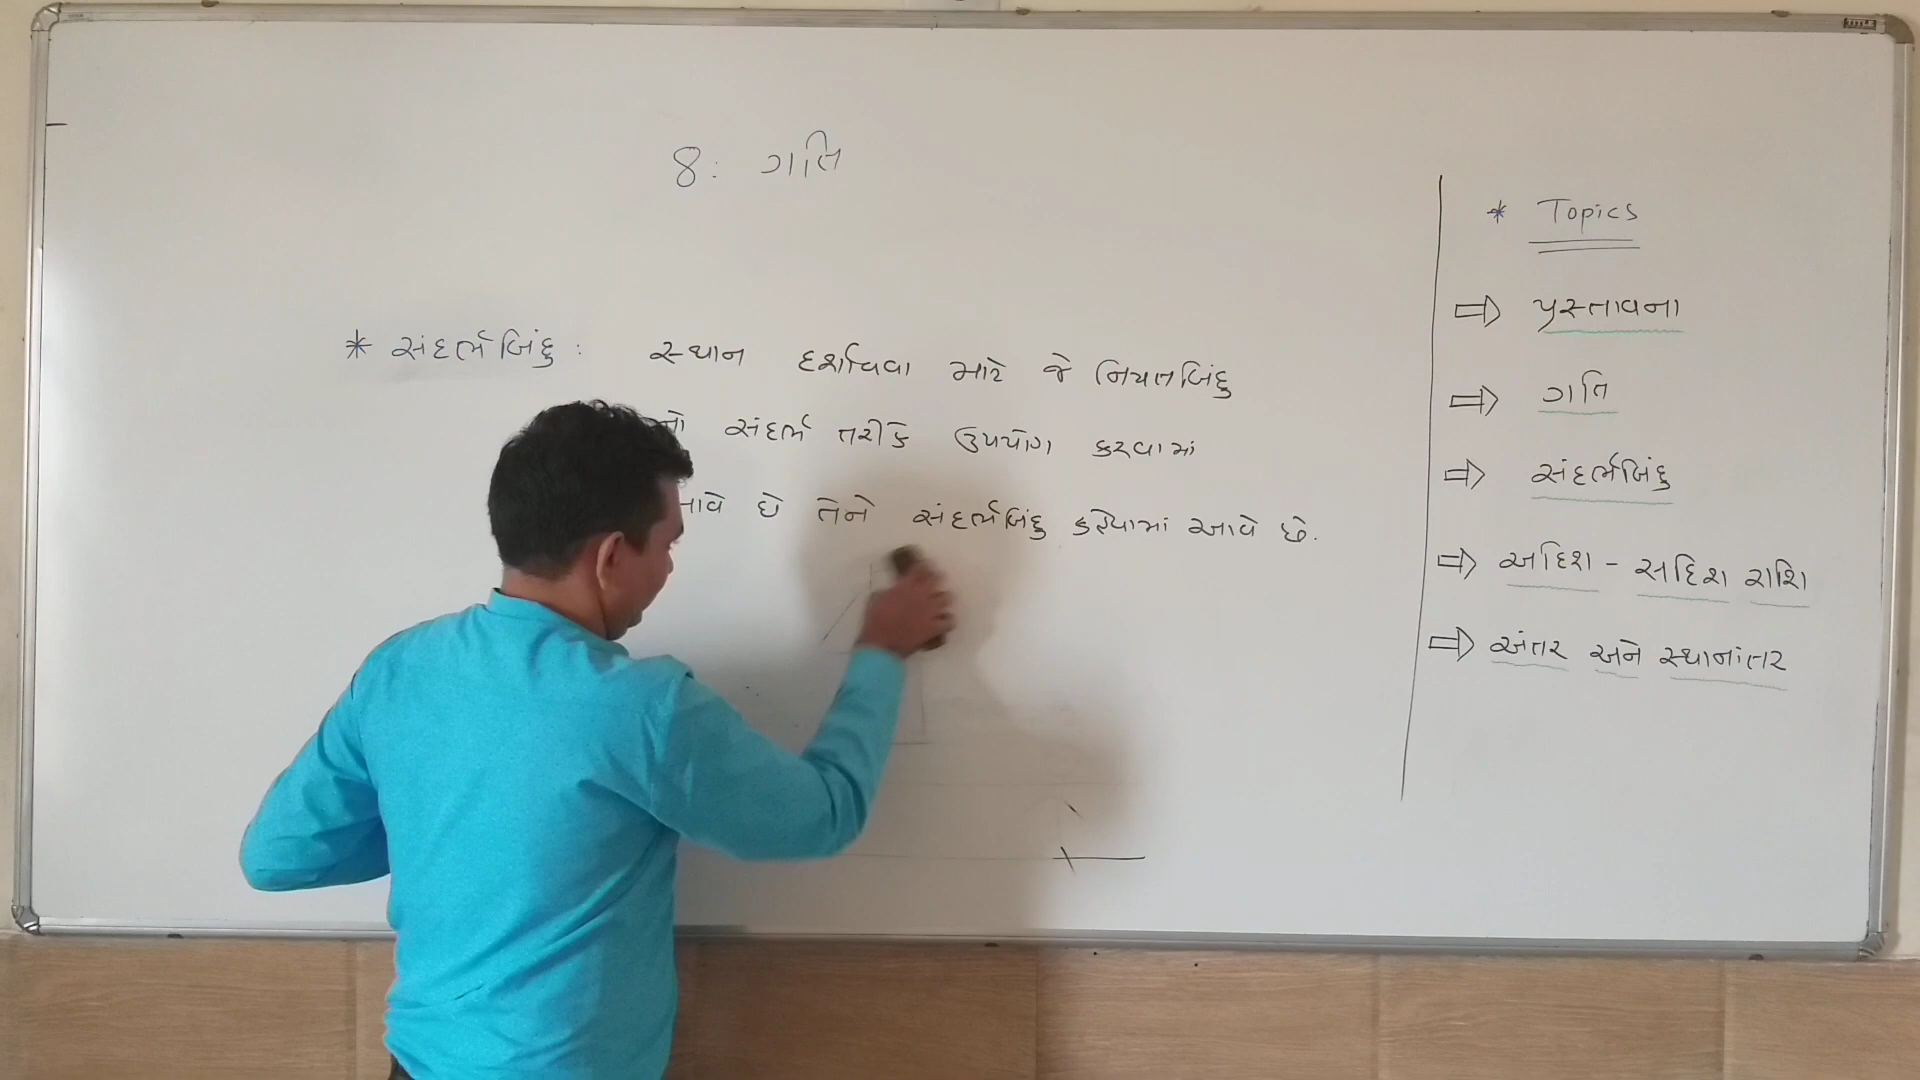 8: ગતિ
* સંદર્ભબિંદુ : સ્થાન દર્શાવવા માટે જે નિયતબિંદુ
નો સંદર્ભ તરીકે ઉપયોગ કરવામાં
આવે છે તેને સંદર્ભબિંદુ કહેવામાં આવે છે.
* Topics
⇨ પ્રસ્તાવના
⇨ ગતિ
⇨ સંદર્ભબિંદુ
⇨ અદિશ - સદિશ રાશિ
⇨ અંતર અને સ્થાનાંતર